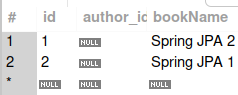 # id author_id bookName
1 1 NULL Spring JPA 2
2 2 NULL Spring JPA 1
* NULL NULL NULL